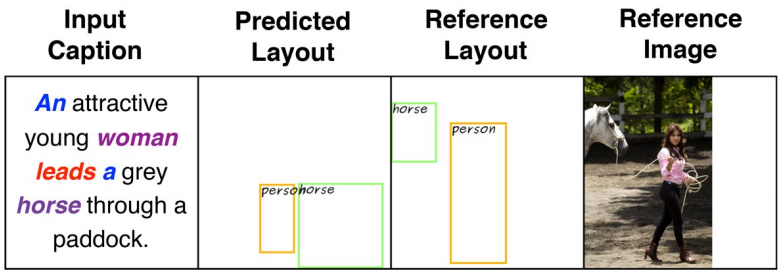 Input Caption
Predicted Layout
Reference Layout
Reference Image
An attractive
young woman
leads a grey
horse through a
paddock.
person
horse
horse
person